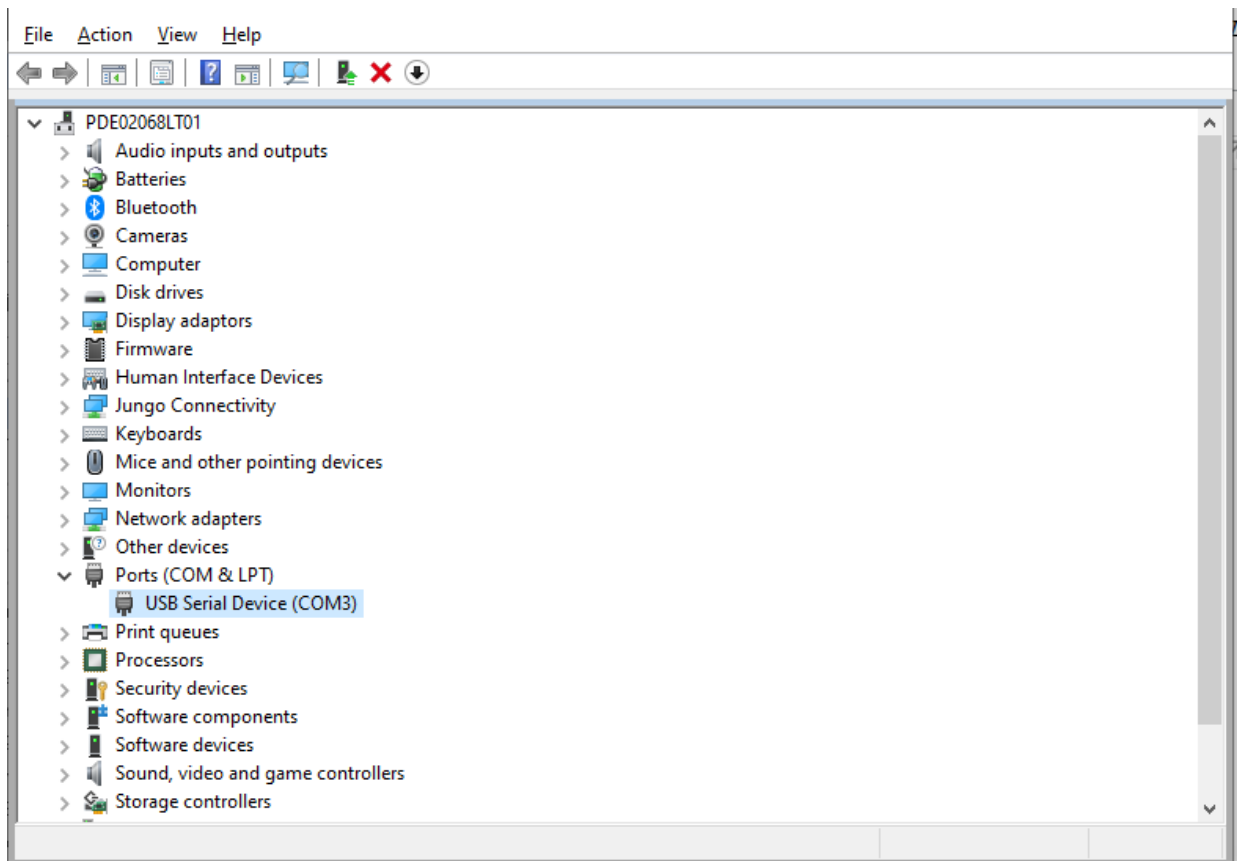 File Action View Help
PDE02068LT01
Audio inputs and outputs
Batteries
Bluetooth
Cameras
Computer
Disk drives
Display adaptors
Firmware
Human Interface Devices
Jungo Connectivity
Keyboards
Mice and other pointing devices
Monitors
Network adapters
Other devices
Ports (COM & LPT)
USB Serial Device (COM3)
Print queues
Processors
Security devices
Software components
Software devices
Sound, video and game controllers
Storage controllers